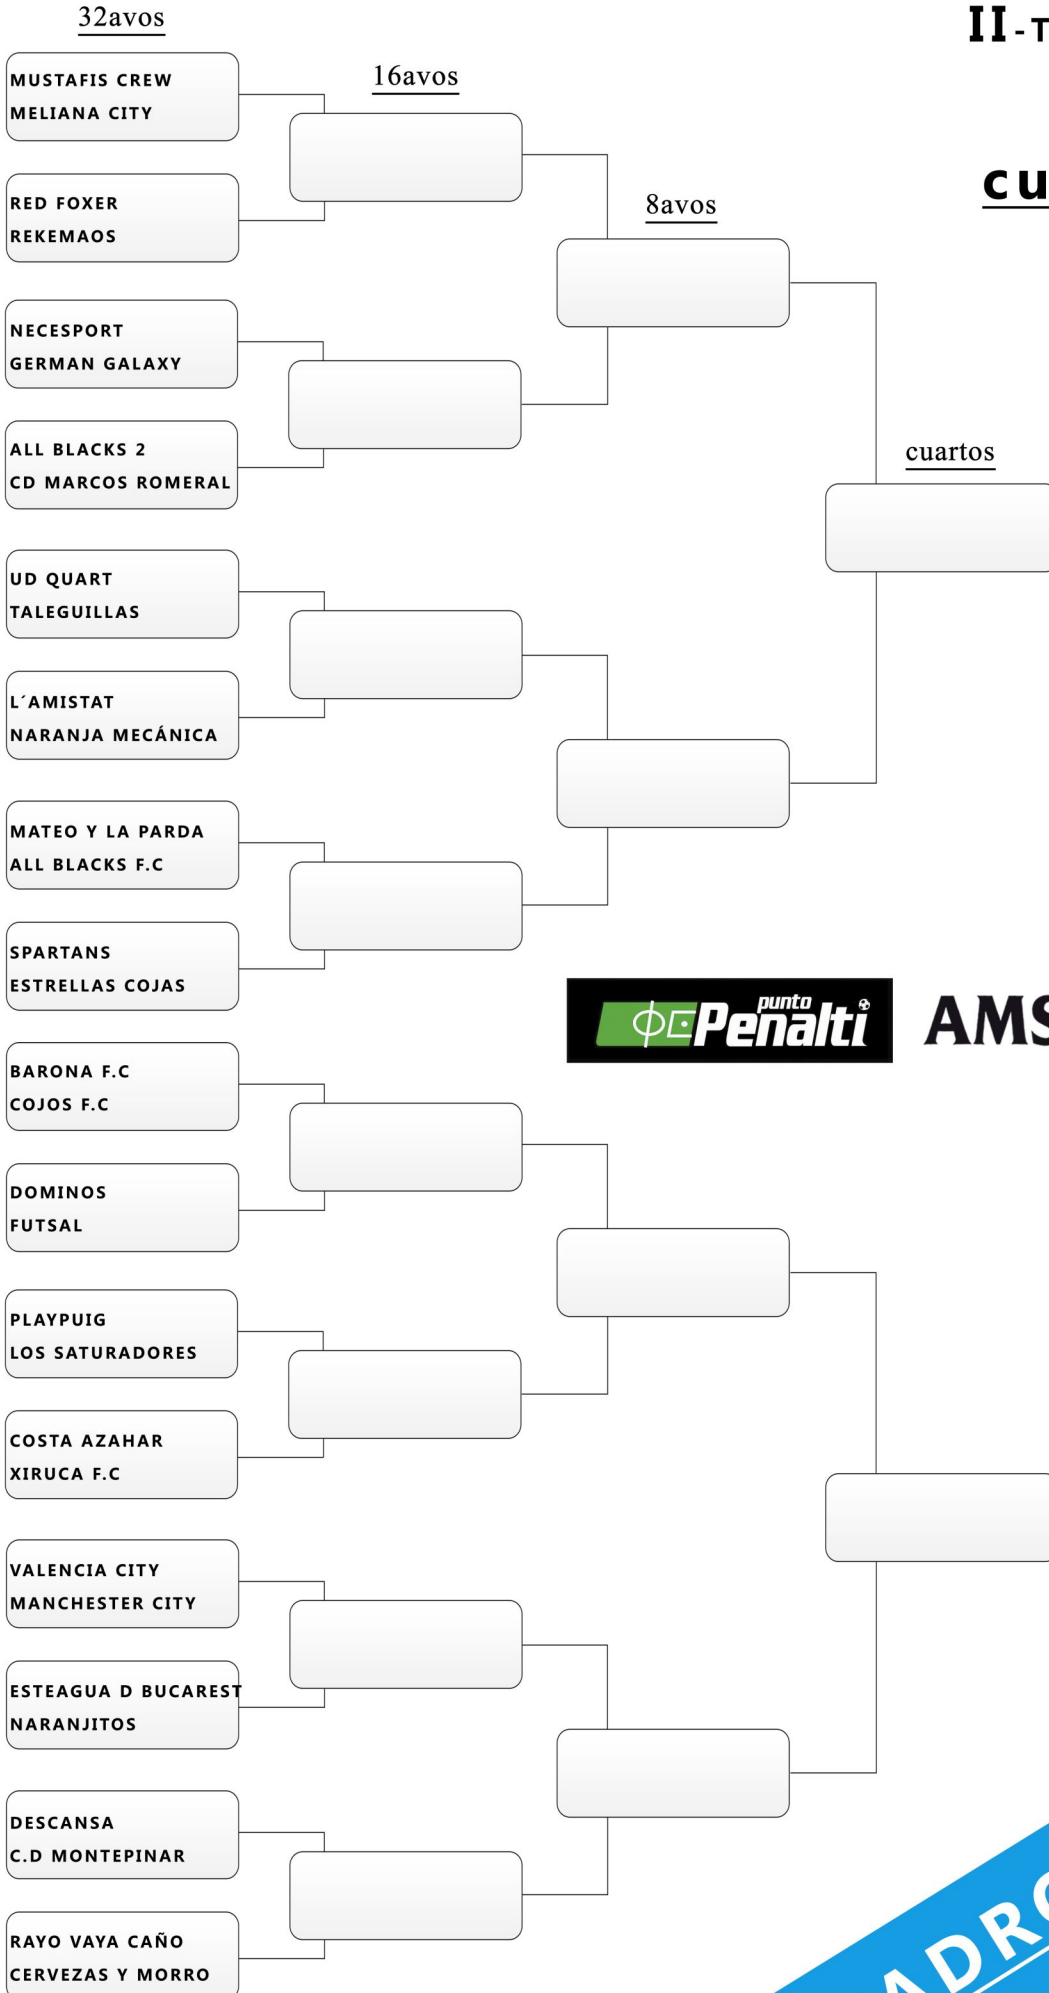 32avos
II-T
16avos
cu
8avos
cuartos
MUSTAFIS CREW
MELIANA CITY
RED FOXER
REKEMAOS
NECESPORT
GERMAN GALAXY
ALL BLACKS 2
CD MARCOS ROMERAL
UD QUART
TALEGUILLAS
L´AMISTAT
NARANJA MECÁNICA
MATEO Y LA PARDA
ALL BLACKS F.C
SPARTANS
ESTRELLAS COJAS
punto
Penalti
AMS
BARONA F.C
COJOS F.C
DOMINOS
FUTSAL
PLAYPUIG
LOS SATURADORES
COSTA AZAHAR
XIRUCA F.C
VALENCIA CITY
MANCHESTER CITY
ESTEAGUA D BUCAREST
NARANJITOS
DESCANSA
C.D MONTEPINAR
RAYO VAYA CAÑO
CERVEZAS Y MORRO
ADRO